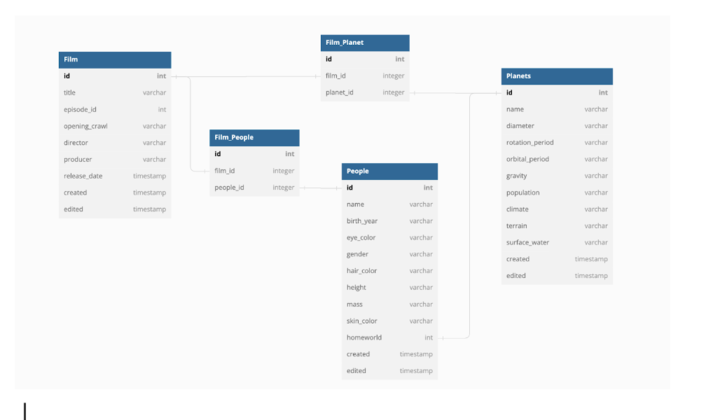 Film
id int
title varchar
episode_id int
opening_crawl varchar
director varchar
producer varchar
release_date timestamp
created timestamp
edited timestamp
Film_Planet
id int
film_id integer
planet_id integer
Film_People
id int
film_id integer
people_id integer
People
id int
name varchar
birth_year varchar
eye_color varchar
gender varchar
hair_color varchar
height varchar
mass varchar
skin_color varchar
homeworld int
created timestamp
edited timestamp
Planets
id int
name varchar
diameter varchar
rotation_period varchar
orbital_period varchar
gravity varchar
population varchar
climate varchar
terrain varchar
surface_water varchar
created timestamp
edited timestamp